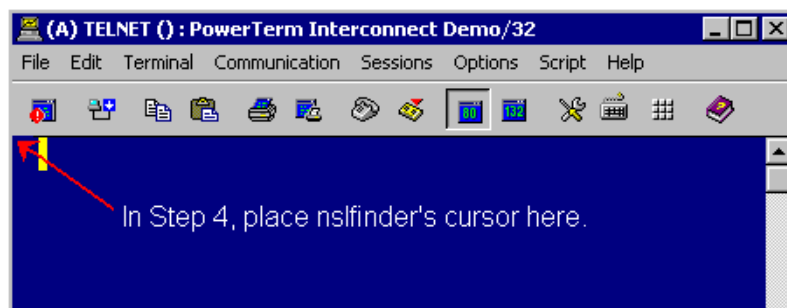 (A) TELNET () : PowerTerm Interconnect Demo/32
File Edit Terminal Communication Sessions Options Script Help
80 132
In Step 4, place nslfinder's cursor here.